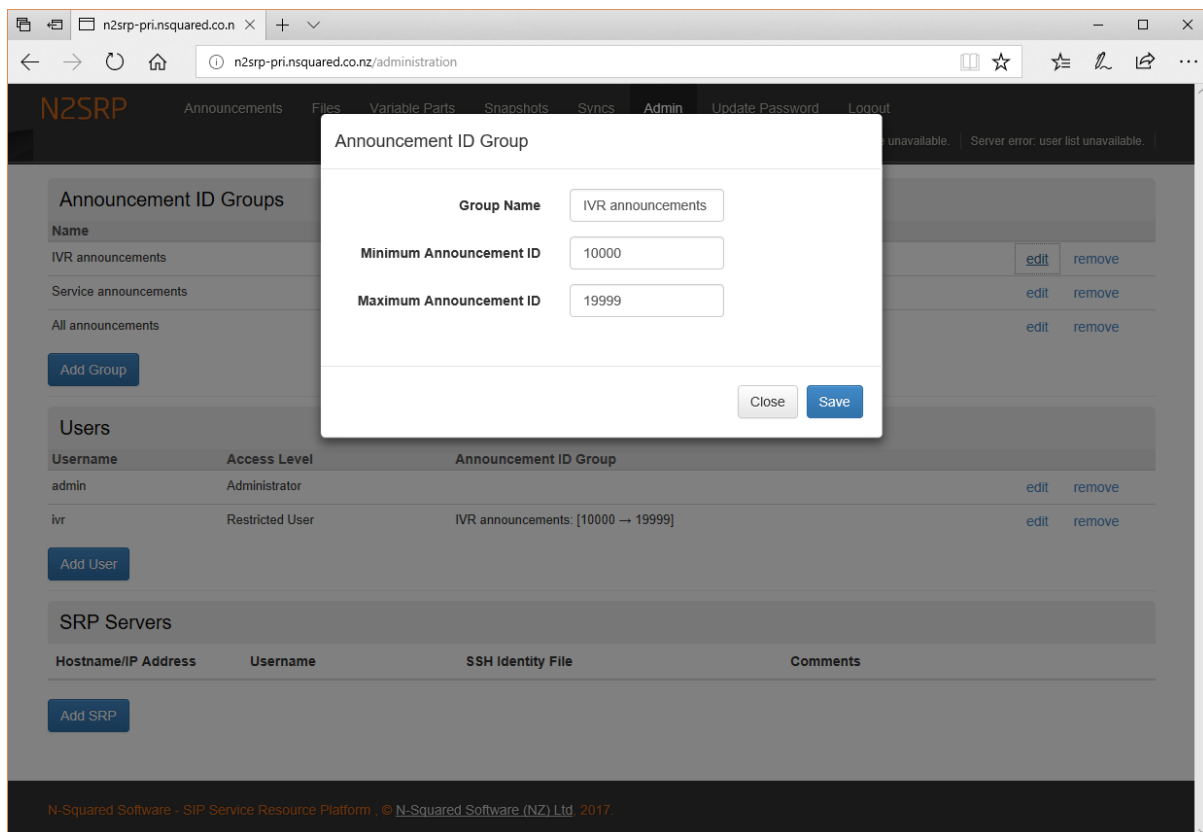 n2srp-pri.nsquared.co.n
n2srp-pri.nsquared.co.nz/administration
N2SRP Announcements Files Variable Parts Snapshots Syncs Admin Update Password Logout
unavailable. Server error: user list unavailable.
Announcement ID Group
Group Name IVR announcements
Minimum Announcement ID 10000
Maximum Announcement ID 19999
Close Save
Announcement ID Groups
Name
IVR announcements edit remove
Service announcements edit remove
All announcements edit remove
Add Group
Users
Username Access Level Announcement ID Group
admin Administrator edit remove
ivr Restricted User IVR announcements: [10000 → 19999] edit remove
Add User
SRP Servers
Hostname/IP Address Username SSH Identity File Comments
Add SRP
N-Squared Software - SIP Service Resource Platform , © N-Squared Software (NZ) Ltd, 2017.